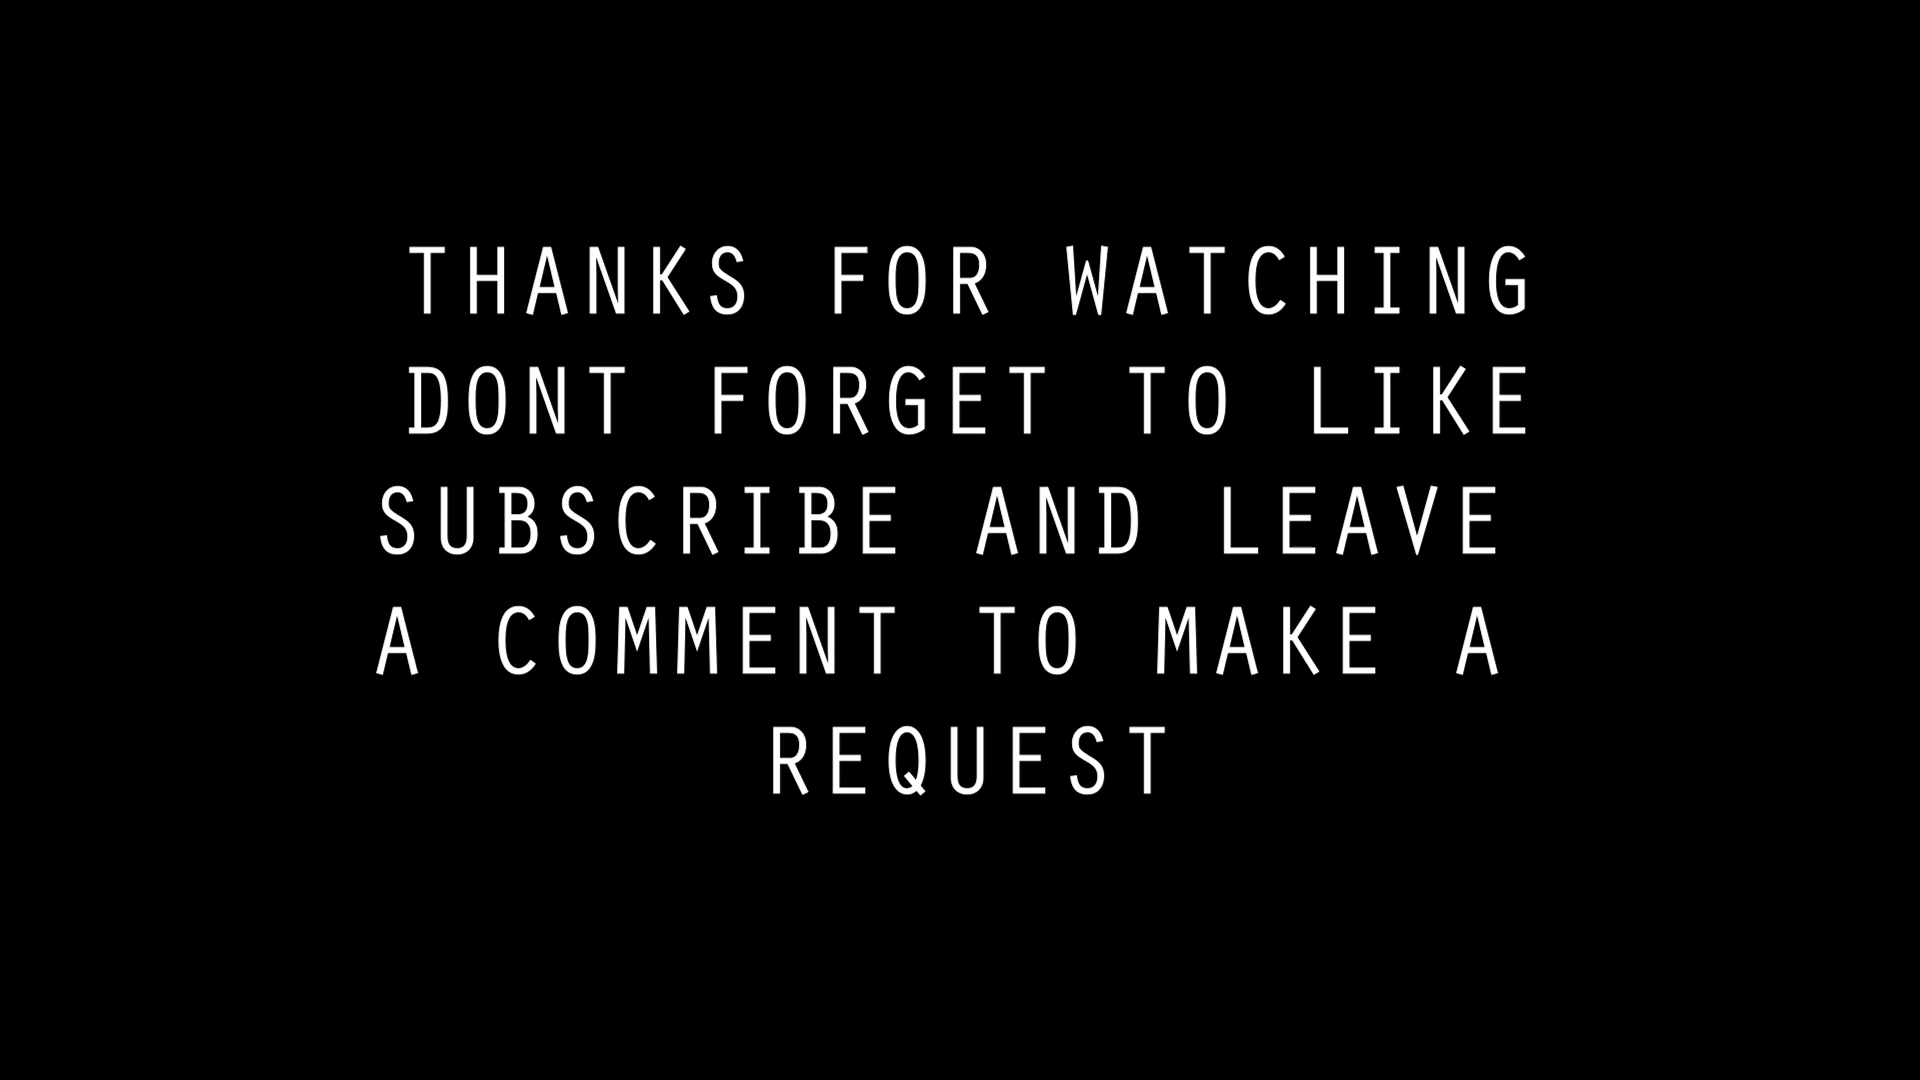 THANKS FOR WATCHING
DONT FORGET TO LIKE
SUBSCRIBE AND LEAVE
A COMMENT TO MAKE A
REQUEST